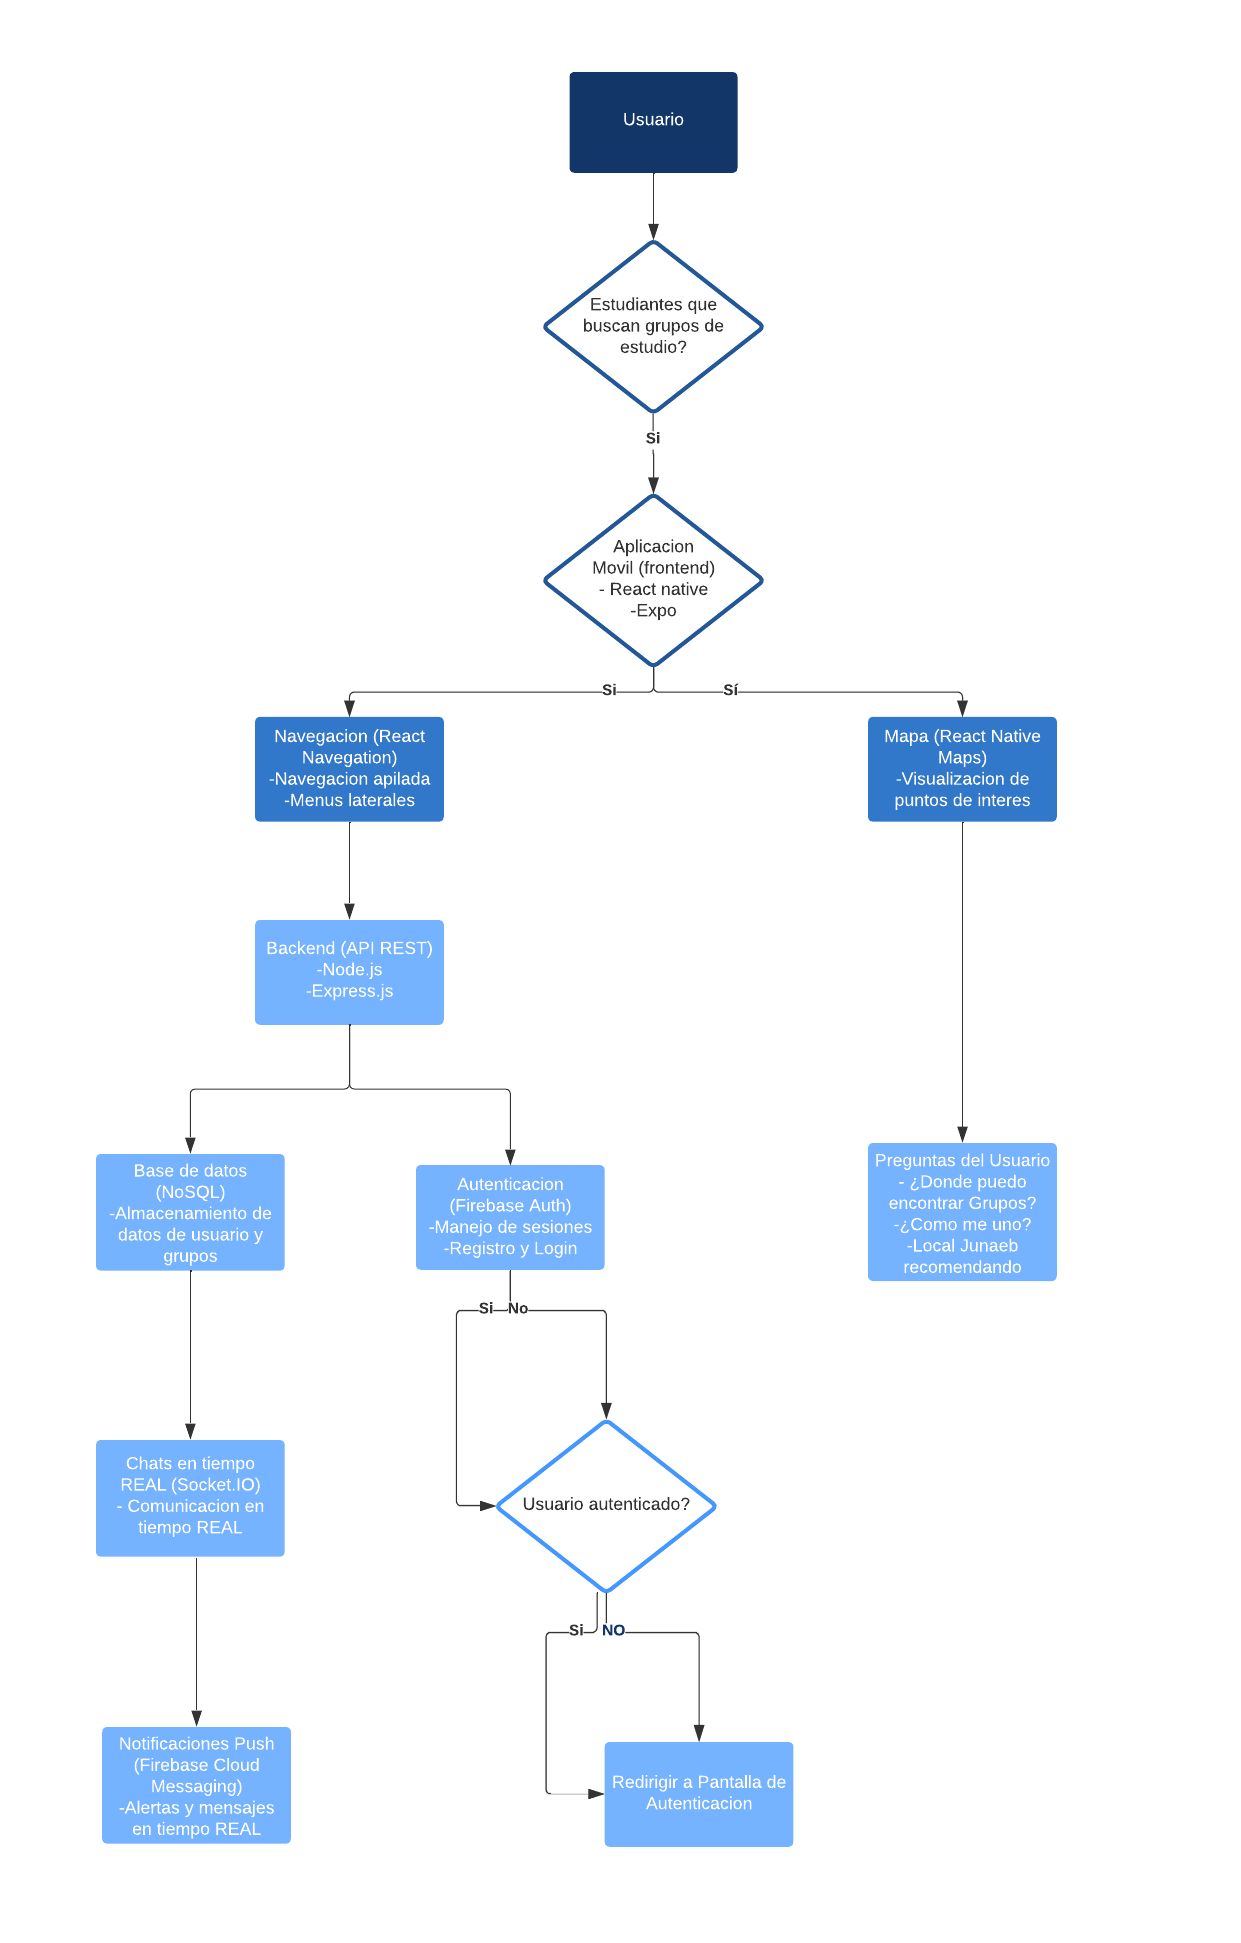 Usuario
Estudiantes que
buscan grupos de
estudio?
Si
Aplicacion
Movil (frontend)
- React native
-Expo
Si
Sí
Navegacion (React
Navegation)
-Navegacion apilada
-Menus laterales
Mapa (React Native
Maps)
-Visualizacion de
puntos de interes
Backend (API REST)
-Node.js
-Express.js
Base de datos
(NoSQL)
-Almacenamiento de
datos de usuario y
grupos
Autenticacion
(Firebase Auth)
-Manejo de sesiones
-Registro y Login
Preguntas del Usuario
- ¿Donde puedo
encontrar Grupos?
-¿Como me uno?
-Local Junaeb
recomendando
Si
No
Chats en tiempo
REAL (Socket.IO)
- Comunicacion en
tiempo REAL
Usuario autenticado?
Si
NO
Notificaciones Push
(Firebase Cloud
Messaging)
-Alertas y mensajes
en tiempo REAL
Redirigir a Pantalla de
Autenticacion